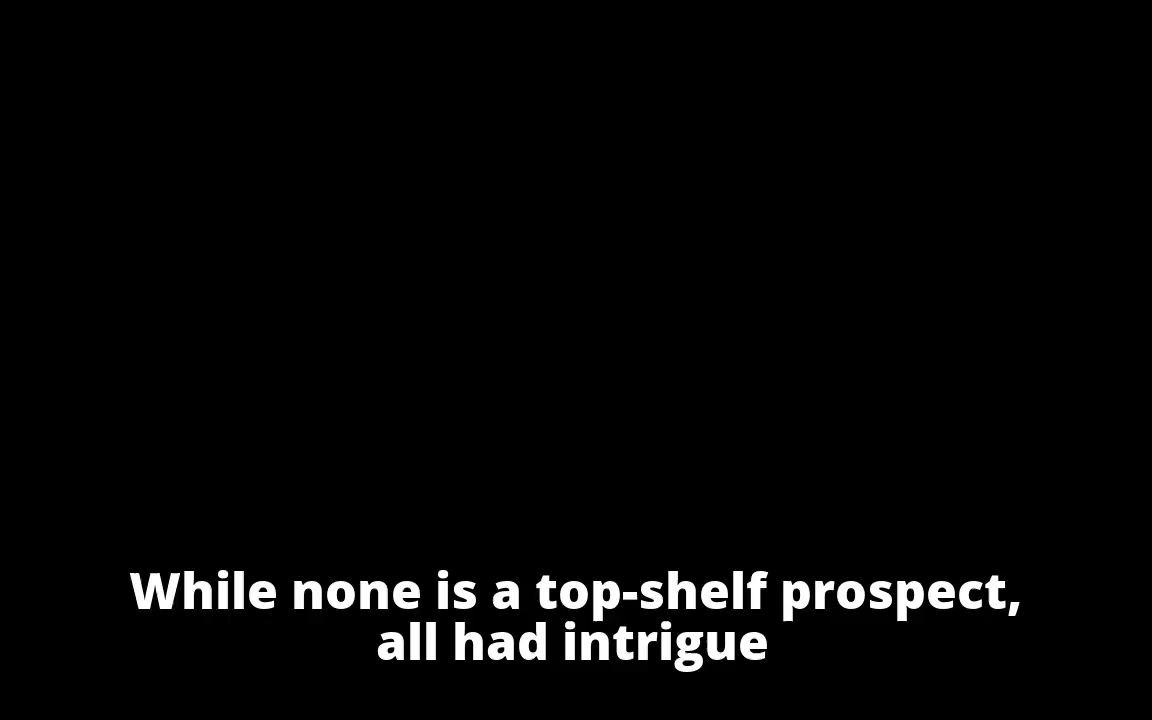 While none is a top-shelf prospect,
all had intrigue